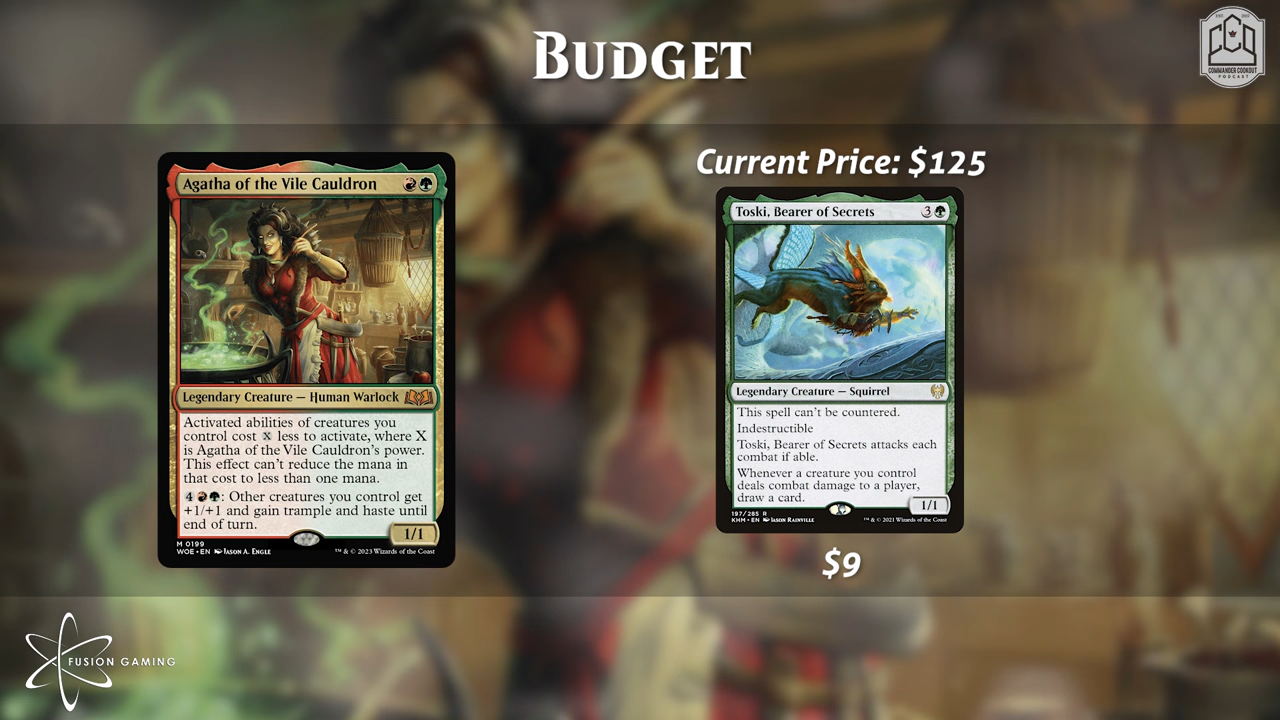 BUDGET
COMMANDER COOKOUT
PODCAST
Current Price: $125
Agatha of the Vile Cauldron
Legendary Creature — Human Warlock
Activated abilities of creatures you
control cost X less to activate, where X
is Agatha of the Vile Cauldron's power.
This effect can't reduce the mana in
that cost to less than one mana.
4: Other creatures you control get
+1/+1 and gain trample and haste until
end of turn.
1/1
M 0199
WOE • EN JASON A. ENGLE
™ & © 2023 Wizards of the Coast
Toski, Bearer of Secrets 3
Legendary Creature — Squirrel
This spell can't be countered.
Indestructible
Toski, Bearer of Secrets attacks each
combat if able.
Whenever a creature you control
deals combat damage to a player,
draw a card.
1/1
197/285 R
KHM • EN JASON RAINVILLE
™ & © 2021 Wizards of the Coast
$9
FUSION GAMING